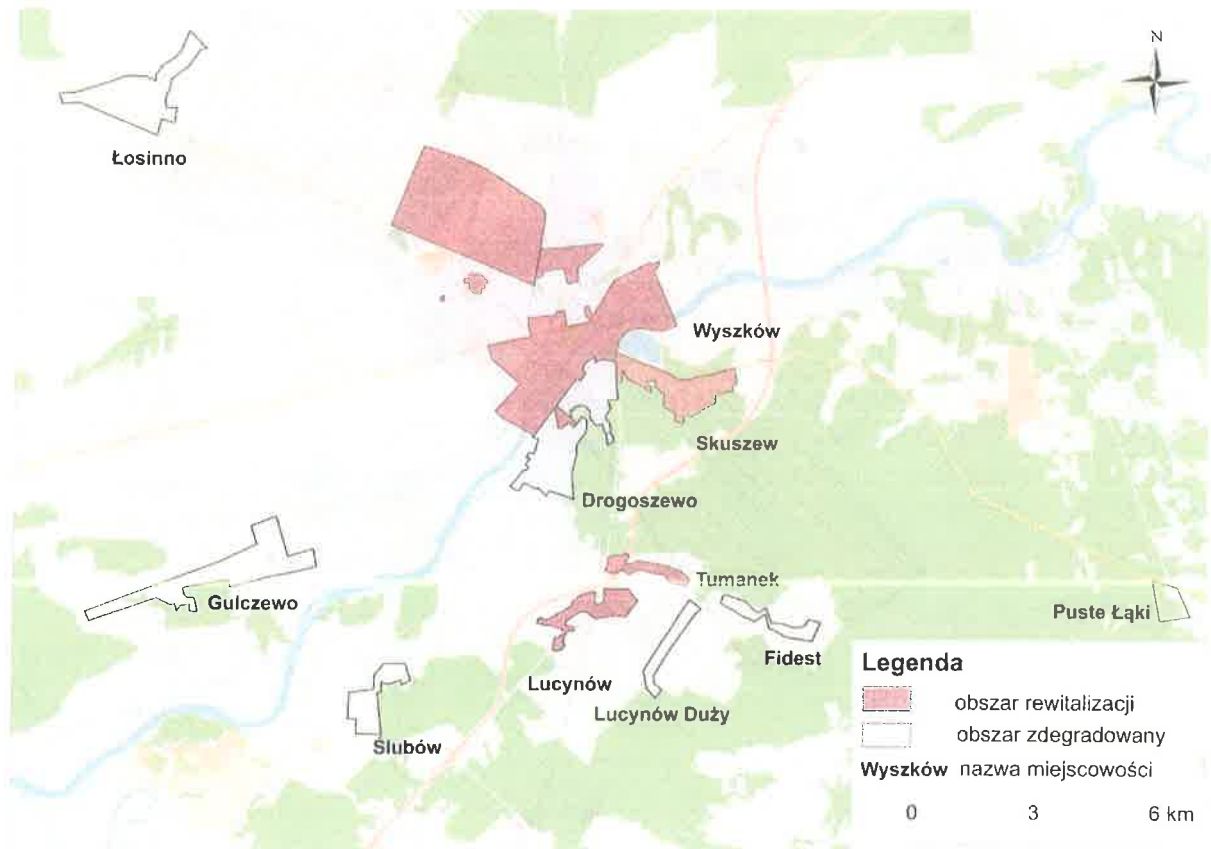 N
Łosinno
Wyszków
Skuszew
Drogoszewo
Tumanek
Gulczewo
Puste Łąki
Fidest
Lucynów
Lucynów Duży
Slubów
Legenda
obszar rewitalizacji
obszar zdegradowany
Wyszków nazwa miejscowości
0 3 6 km